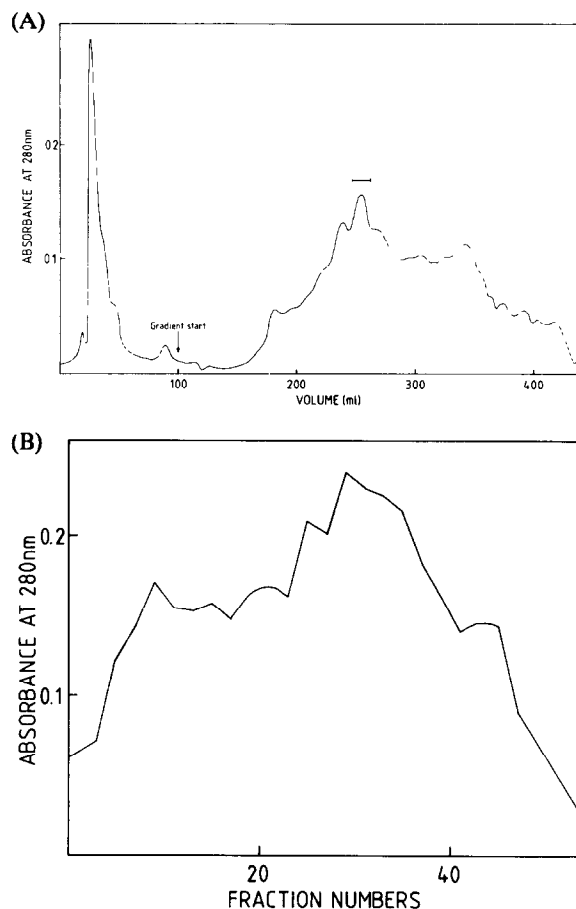 (A)
ABSORBANCE AT 280nm
0.2
0.1
Gradient start
100
200
300
400
VOLUME (ml)
(B)
ABSORBANCE AT 280nm
0.2
0.1
20
40
FRACTION NUMBERS